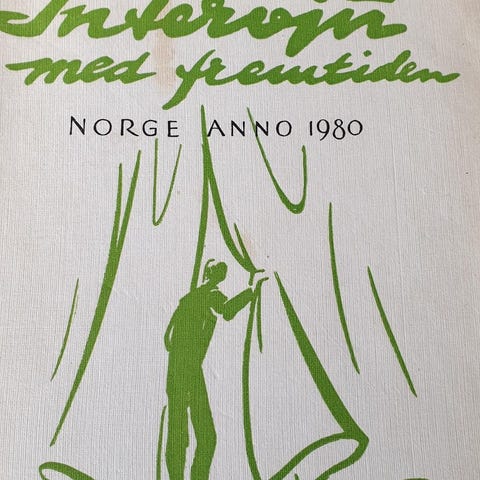 Intervju
med fremtiden
NORGE ANNO 1980